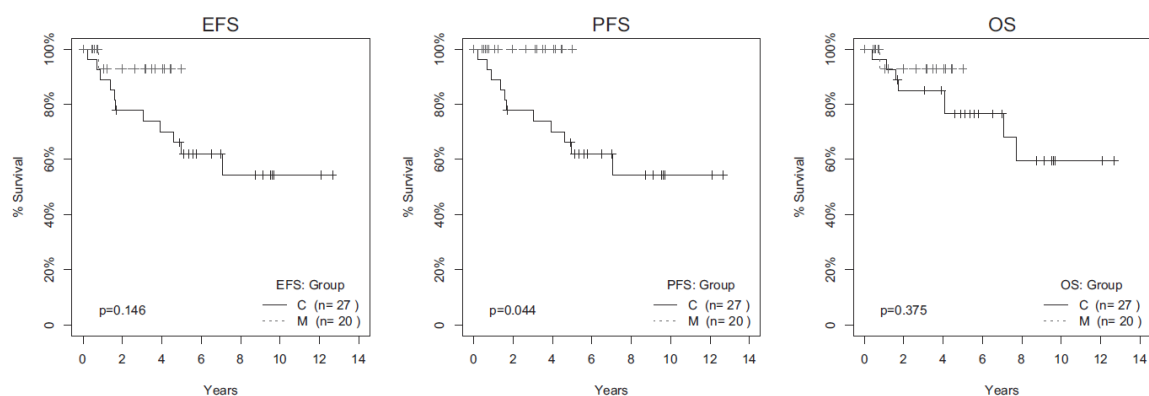 EFS
100%
80%
60%
40%
20%
0
% Survival
EFS: Group
C (n= 27 )
M (n= 20 )
p=0.146
0 2 4 6 8 10 12 14
Years
PFS
100%
80%
60%
40%
20%
0
% Survival
PFS: Group
C (n= 27 )
M (n= 20 )
p=0.044
0 2 4 6 8 10 12 14
Years
OS
100%
80%
60%
40%
20%
0
% Survival
OS: Group
C (n= 27 )
M (n= 20 )
p=0.375
0 2 4 6 8 10 12 14
Years